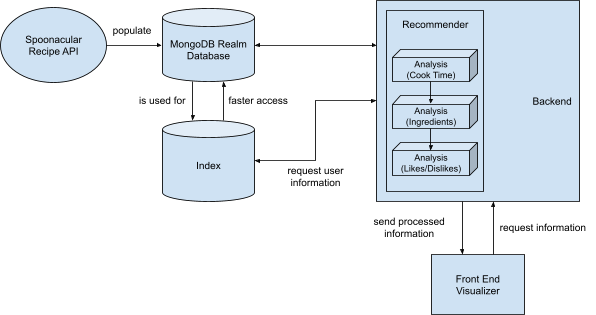 Spoonacular
Recipe API
populate
MongoDB Realm
Database
is used for
faster access
Index
request user
information
Recommender
Analysis
(Cook Time)
Analysis
(Ingredients)
Analysis
(Likes/Dislikes)
Backend
send processed
information
request information
Front End
Visualizer